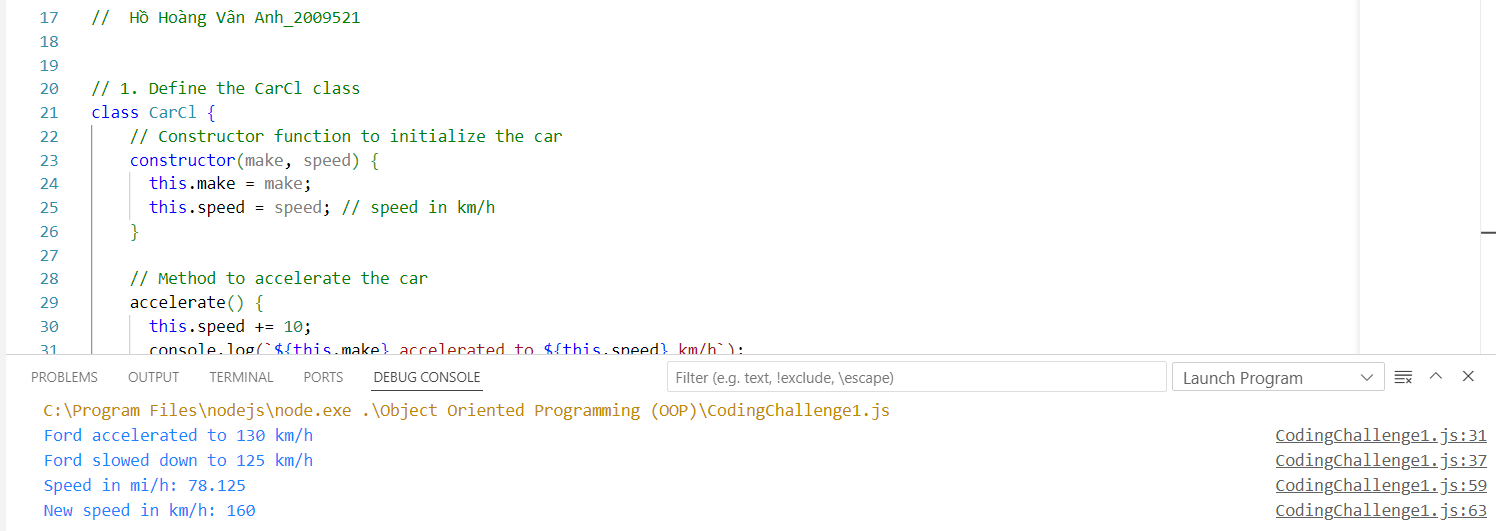 17 // Hồ Hoàng Vân Anh_2009521
18
19
20 // 1. Define the CarCl class
21 class CarCl {
22 // Constructor function to initialize the car
23 constructor(make, speed) {
24 this.make = make;
25 this.speed = speed; // speed in km/h
26 }
27
28 // Method to accelerate the car
29 accelerate() {
30 this.speed += 10;
31 console.log(`${this.make} accelerated to ${this.speed} km/h`);
PROBLEMS OUTPUT TERMINAL PORTS DEBUG CONSOLE Filter (e.g. text, !exclude, \escape) Launch Program
C:\Program Files\nodejs\node.exe .\Object Oriented Programming (OOP)\CodingChallenge1.js
Ford accelerated to 130 km/h CodingChallenge1.js:31
Ford slowed down to 125 km/h CodingChallenge1.js:37
Speed in mi/h: 78.125 CodingChallenge1.js:59
New speed in km/h: 160 CodingChallenge1.js:63